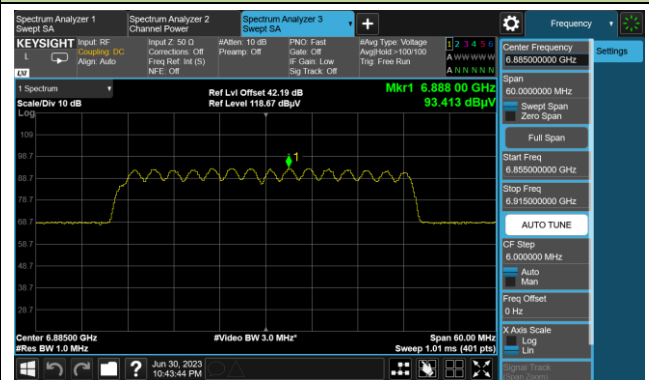 Spectrum Analyzer 1
Swept SA
Spectrum Analyzer 2
Channel Power
Spectrum Analyzer 3
Swept SA
Frequency
KEYSIGHT
L
LXI
Input: RF
Coupling: DC
Align: Auto
Input Z: 50 Ω
Corrections: Off
Freq Ref: Int (S)
NFE: Off
#Atten: 10 dB
Preamp: Off
PNO: Fast
Gate: Off
IF Gain: Low
Sig Track: Off
#Avg Type: Voltage
Avg|Hold:>100/100
Trig: Free Run
1 2 3 4 5 6
A W W W W W
A N N N N N
1 Spectrum
Scale/Div 10 dB
Log
Ref Lvl Offset 42.19 dB
Ref Level 118.67 dBµV
Mkr1 6.888 00 GHz
93.413 dBµV
1
109
98.7
88.7
78.7
68.7
58.7
48.7
38.7
28.7
Center 6.88500 GHz
#Res BW 1.0 MHz
#Video BW 3.0 MHz*
Span 60.00 MHz
Sweep 1.01 ms (401 pts)
Jun 30, 2023
10:43:44 PM
Center Frequency
6.885000000 GHz
Settings
Span
60.0000000 MHz
Swept Span
Zero Span
Full Span
Start Freq
6.855000000 GHz
Stop Freq
6.915000000 GHz
AUTO TUNE
CF Step
6.000000 MHz
Auto
Man
Freq Offset
0 Hz
X Axis Scale
Log
Lin
Signal Track
(Span Zoom)